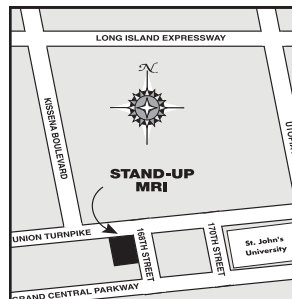 LONG ISLAND EXPRESSWAY
N
KISSENA BOULEVARD
STAND-UP
MRI
UNION TURNPIKE
168TH STREET
170TH STREET
St. John's
University
GRAND CENTRAL PARKWAY